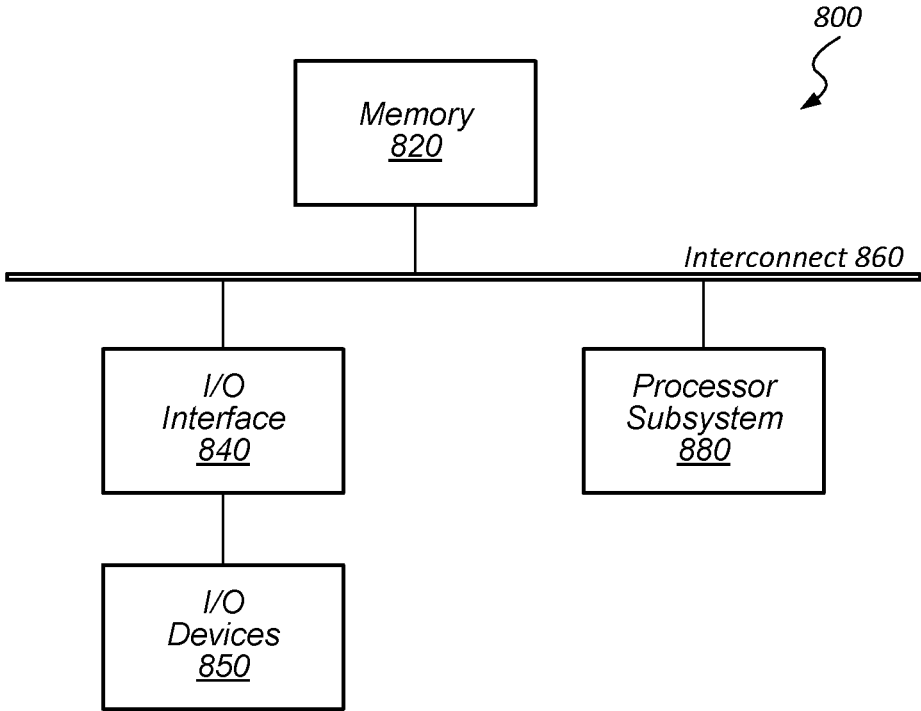 800
Memory
820
Interconnect 860
I/O
Interface
840
Processor
Subsystem
880
I/O
Devices
850